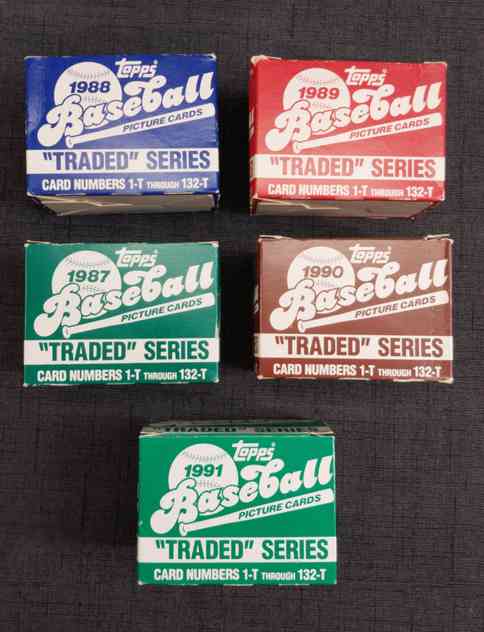 topps
1988
Baseball
PICTURE CARDS
"TRADED" SERIES
CARD NUMBERS 1-T THROUGH 132-T
topps
1989
Baseball
PICTURE CARDS
"TRADED" SERIES
CARD NUMBERS 1-T THROUGH 132-T
topps
1987
Baseball
PICTURE CARDS
"TRADED" SERIES
CARD NUMBERS 1-T THROUGH 132-T
topps
1990
Baseball
PICTURE CARDS
"TRADED" SERIES
CARD NUMBERS 1-T THROUGH 132-T
"TRADED" SERIES
topps
1991
Baseball
PICTURE CARDS
"TRADED" SERIES
CARD NUMBERS 1-T THROUGH 132-T